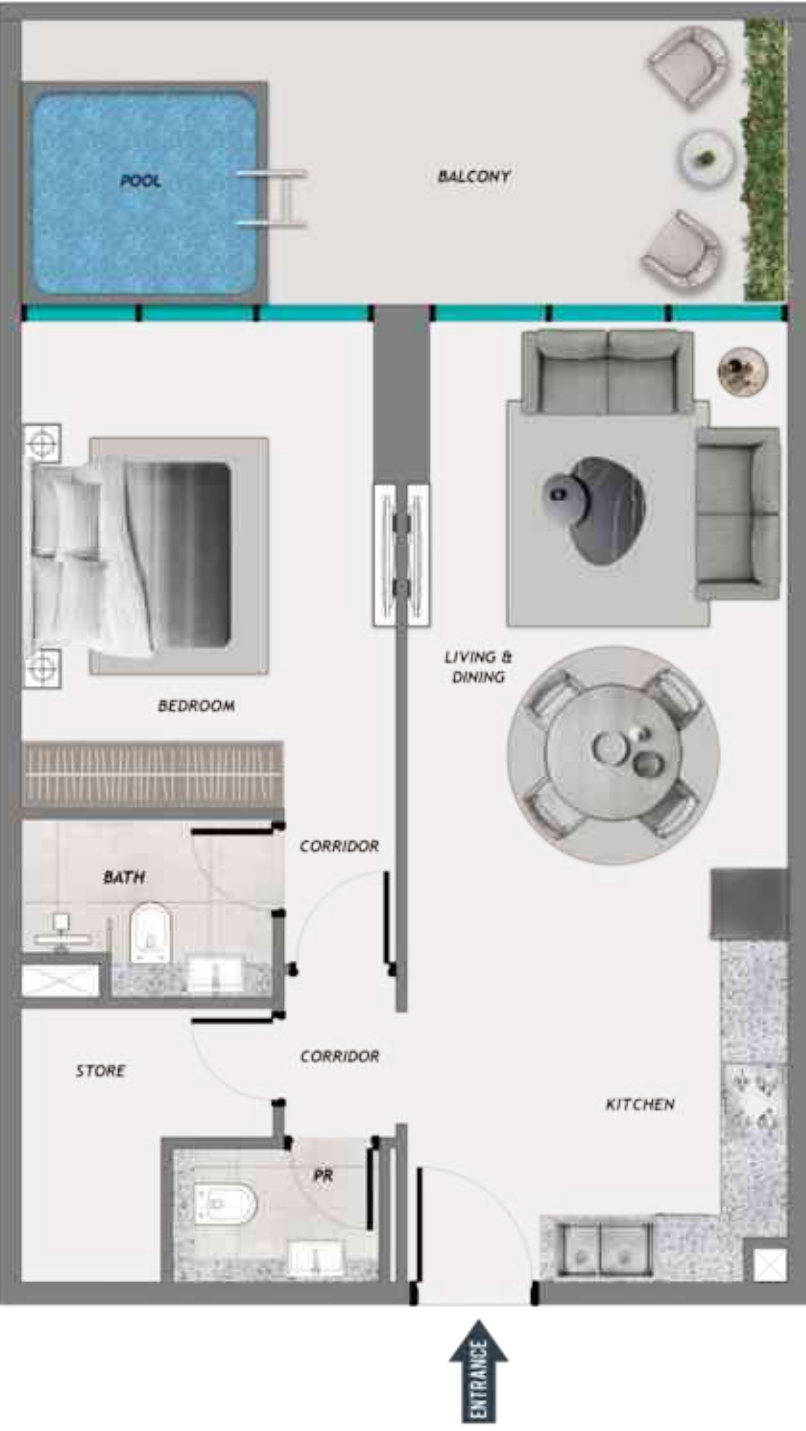 POOL
BALCONY
LIVING &
DINING
BEDROOM
CORRIDOR
BATH
CORRIDOR
STORE
KITCHEN
PR
ENTRANCE